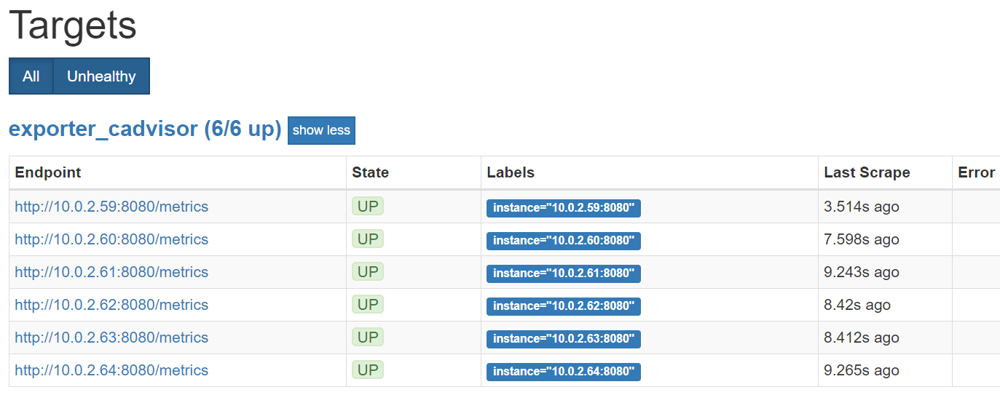 Targets
All Unhealthy
exporter_cadvisor (6/6 up) show less
Endpoint State Labels Last Scrape Error
http://10.0.2.59:8080/metrics UP instance="10.0.2.59:8080" 3.514s ago
http://10.0.2.60:8080/metrics UP instance="10.0.2.60:8080" 7.598s ago
http://10.0.2.61:8080/metrics UP instance="10.0.2.61:8080" 9.243s ago
http://10.0.2.62:8080/metrics UP instance="10.0.2.62:8080" 8.42s ago
http://10.0.2.63:8080/metrics UP instance="10.0.2.63:8080" 8.412s ago
http://10.0.2.64:8080/metrics UP instance="10.0.2.64:8080" 9.265s ago